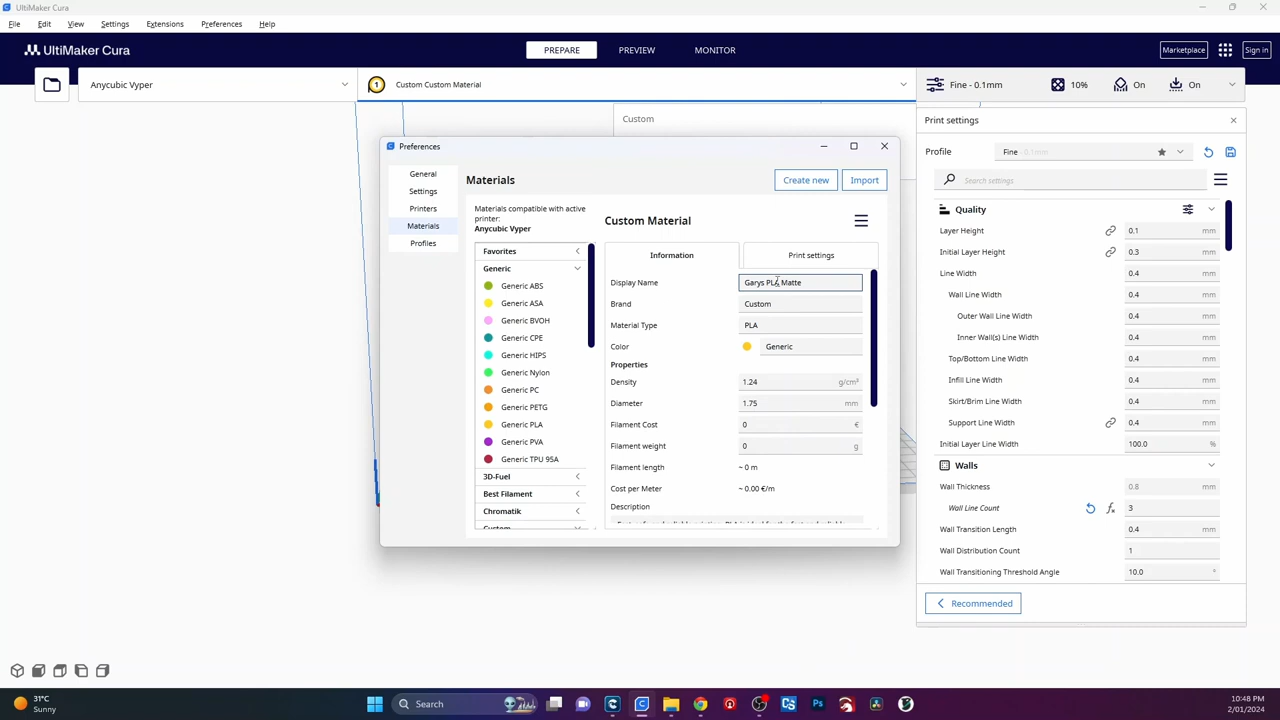 UltiMaker Cura
File Edit View Settings Extensions Preferences Help
UltiMaker Cura
PREPARE PREVIEW MONITOR
Marketplace Sign in
Anycubic Vyper
1 Custom Custom Material
Fine - 0.1mm 10% On On
Custom
Print settings
Profile Fine 0.1mm
Search settings
Quality
Layer Height 0.1 mm
Initial Layer Height 0.3 mm
Line Width 0.4 mm
Wall Line Width 0.4 mm
Outer Wall Line Width 0.4 mm
Inner Wall(s) Line Width 0.4 mm
Top/Bottom Line Width 0.4 mm
Infill Line Width 0.4 mm
Skirt/Brim Line Width 0.4 mm
Support Line Width 0.4 mm
Initial Layer Line Width 100.0 %
Walls
Wall Thickness 0.8 mm
Wall Line Count 3
Wall Transition Length 0.4 mm
Wall Distribution Count 1
Wall Transitioning Threshold Angle 10.0 °
Recommended
Preferences
General
Settings
Printers
Materials
Profiles
Materials
Create new Import
Materials compatible with active
printer:
Anycubic Vyper
Favorites
Generic
Generic ABS
Generic ASA
Generic BVOH
Generic CPE
Generic HIPS
Generic Nylon
Generic PC
Generic PETG
Generic PLA
Generic PVA
Generic TPU 95A
3D-Fuel
Best Filament
Chromatik
Custom
Custom Material
Information Print settings
Display Name Garys PLA Matte
Brand Custom
Material Type PLA
Color Generic
Properties
Density 1.24 g/cm³
Diameter 1.75 mm
Filament Cost 0 €
Filament weight 0 g
Filament length ~ 0 m
Cost per Meter ~ 0.00 €/m
Description
31°C
Sunny
Search
10:48 PM
2/01/2024